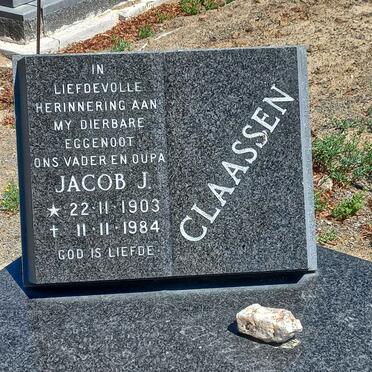 IN
LIEFDEVOLLE
HERINNERING AAN
MY DIERBARE
EGGENOOT
ONS VADER EN OUPA
JACOB J.
★ 22·11·1903
✝ 11·11·1984
GOD IS LIEFDE
CLAASSEN